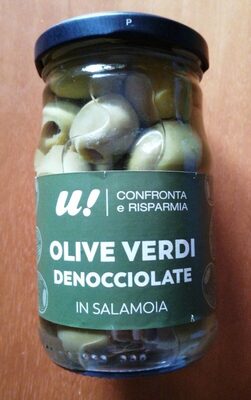 P
u! CONFRONTA
e RISPARMIA
OLIVE VERDI
DENOCCIOLATE
IN SALAMOIA